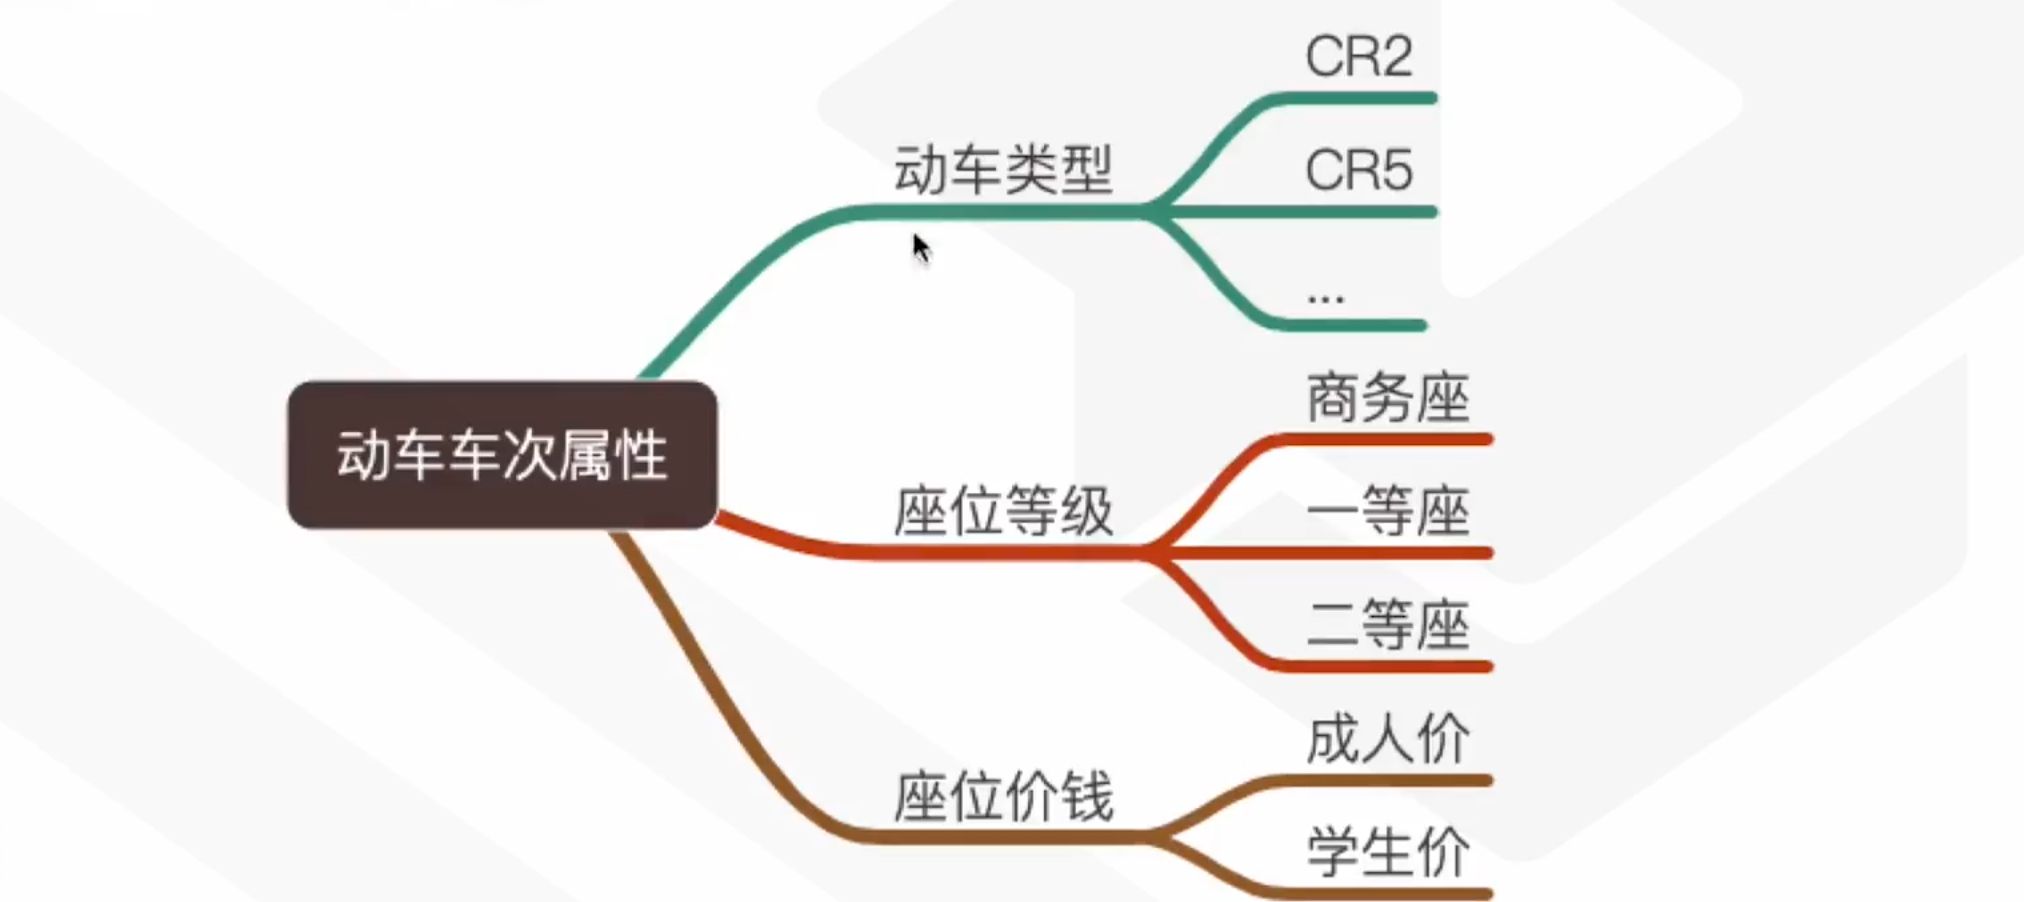 动车车次属性
动车类型
CR2
CR5
...
座位等级
商务座
一等座
二等座
座位价钱
成人价
学生价